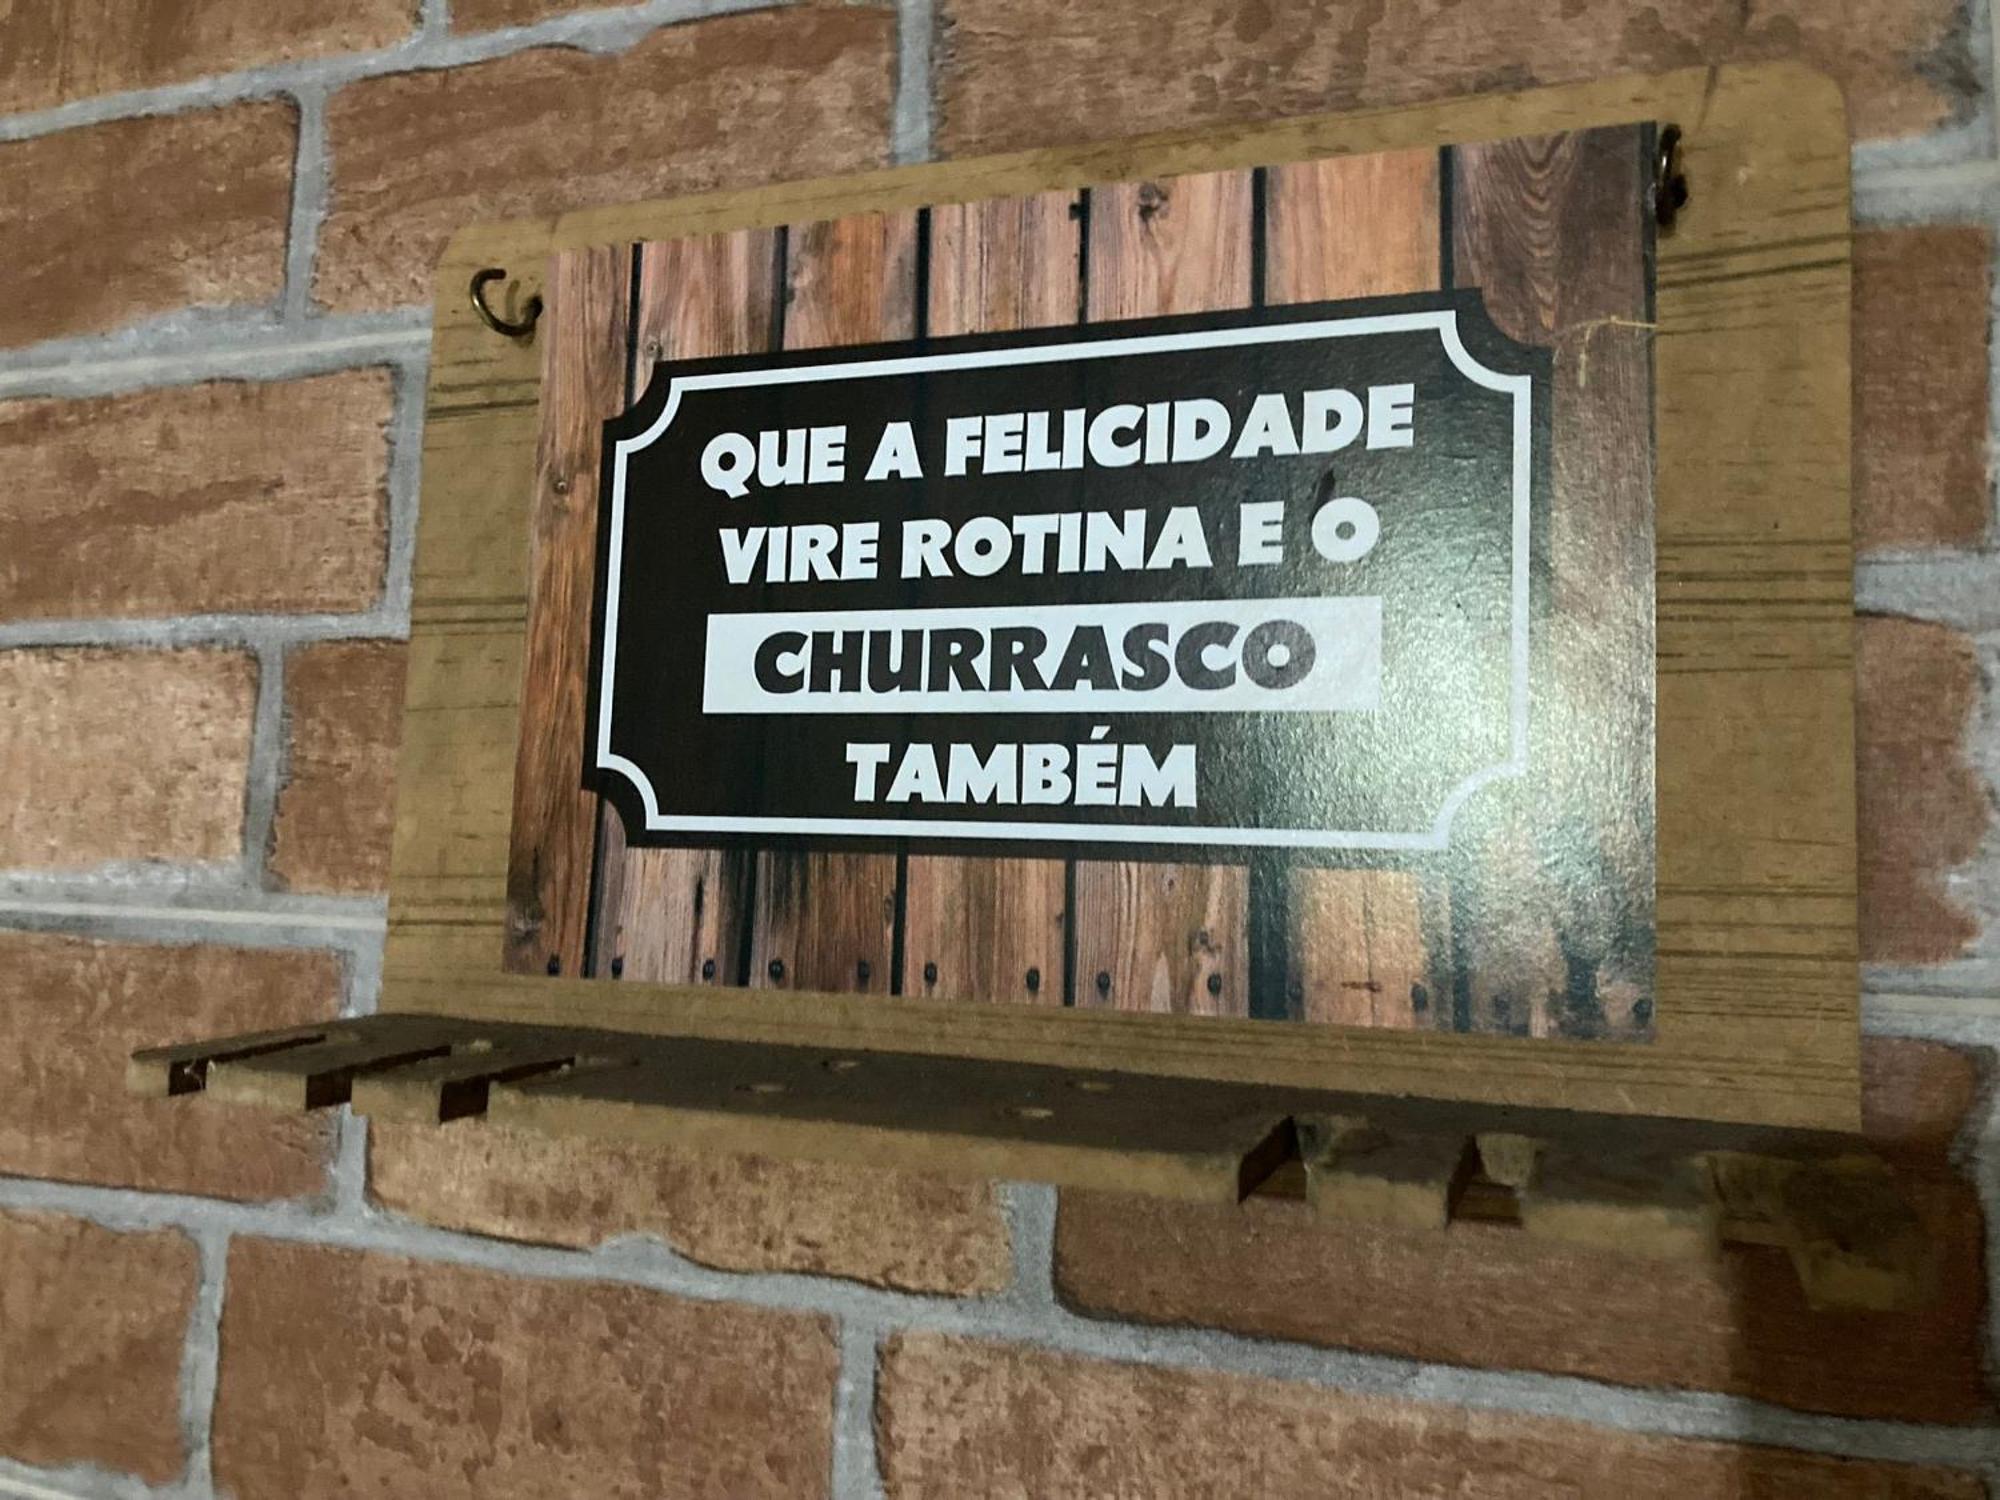 QUE A FELICIDADE
VIRE ROTINA E O
CHURRASCO
TAMBÉM